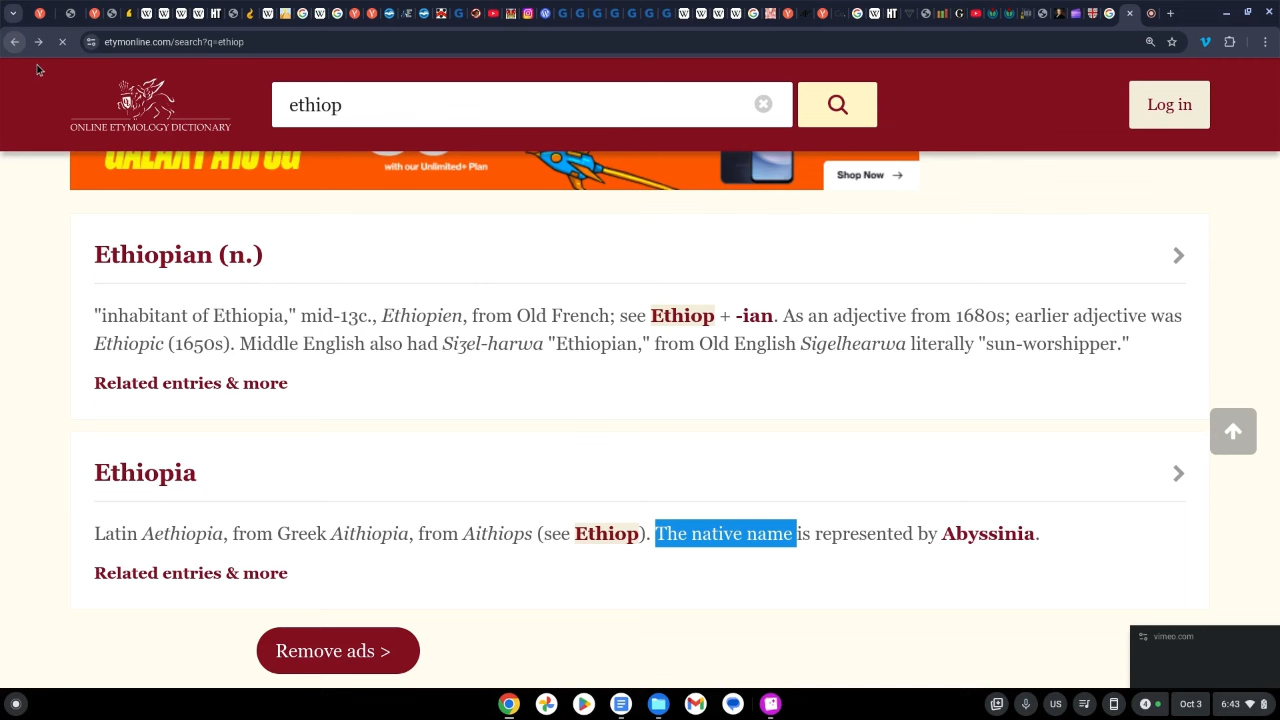 etymonline.com/search?q=ethiop
ONLINE ETYMOLOGY DICTIONARY
ethiop
Log in
GALAXY A16 5G
with our Unlimited+ Plan
Shop Now →
Ethiopian (n.)
"inhabitant of Ethiopia," mid-13c., Ethiopien, from Old French; see Ethiop + -ian. As an adjective from 1680s; earlier adjective was
Ethiopic (1650s). Middle English also had Siȝel-harwa "Ethiopian," from Old English Sigelhearwa literally "sun-worshipper."
Related entries & more
Ethiopia
Latin Aethiopia, from Greek Aithiopia, from Aithiops (see Ethiop). The native name is represented by Abyssinia.
Related entries & more
Remove ads >
vimeo.com
4
US
Oct 3
6:43